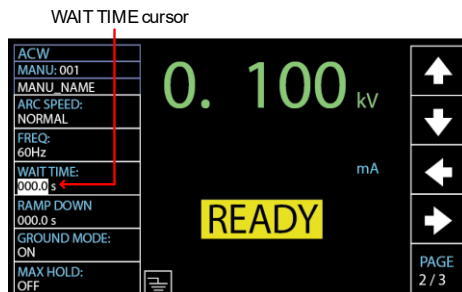 WAIT TIME cursor
ACW
MANU: 001
MANU_NAME
ARC SPEED:
NORMAL
FREQ:
60Hz
WAIT TIME:
000.0 s
RAMP DOWN
000.0 s
GROUND MODE:
ON
MAX HOLD:
OFF
0. 100 kV
mA
READY
PAGE
2 / 3